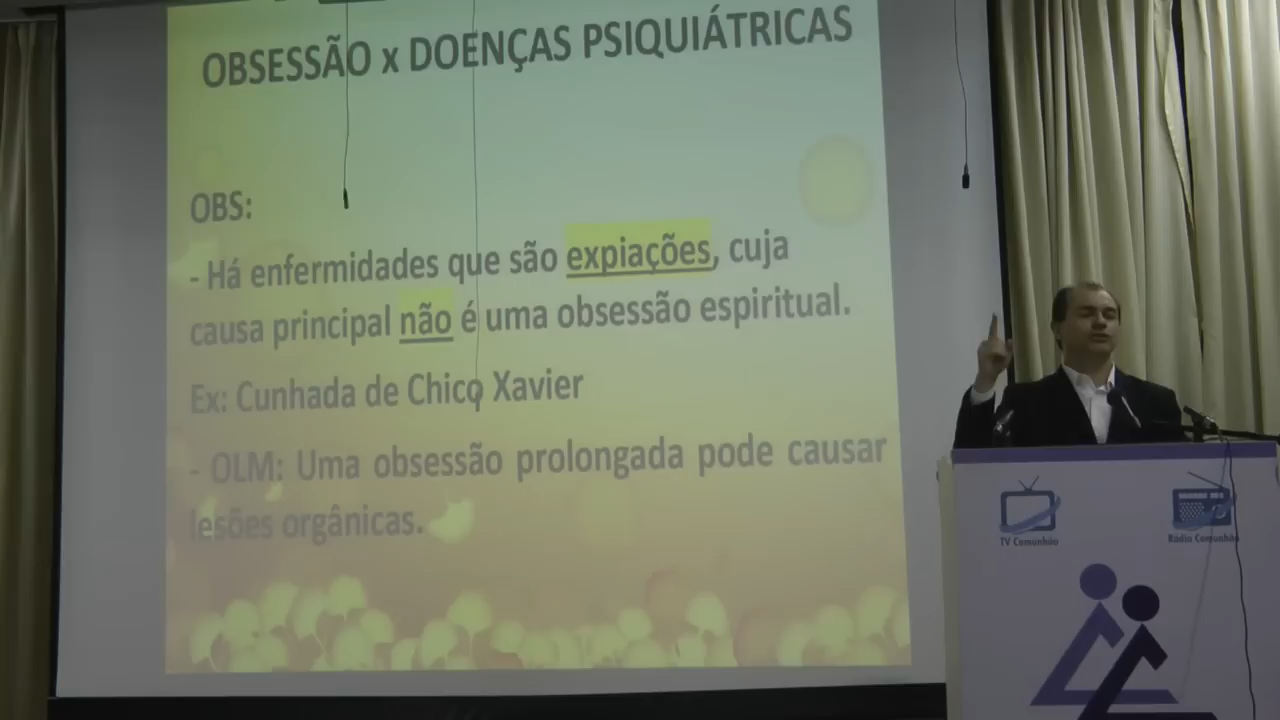 OBSESSÃO x DOENÇAS PSIQUIÁTRICAS
OBS:
- Há enfermidades que são expiações, cuja
causa principal não é uma obsessão espiritual.
Ex: Cunhada de Chico Xavier
- OLM: Uma obsessão prolongada pode causar
lesões orgânicas.
TV Comunhão
Rádio Comunhão